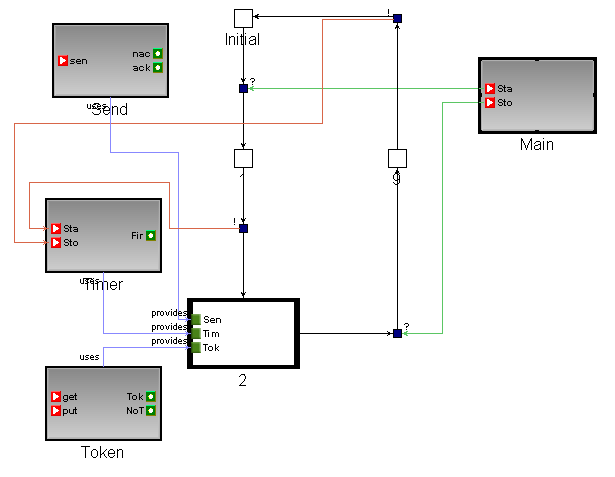 !
Initial
nac
sen
ack
uses
Send
?
Sta
Sto
Main
9
!
Sta
Sto
Fir
uses
Timer
provides
Sen
provides
Tim
?
provides
Tok
uses
2
get
Tok
put
NoT
Token